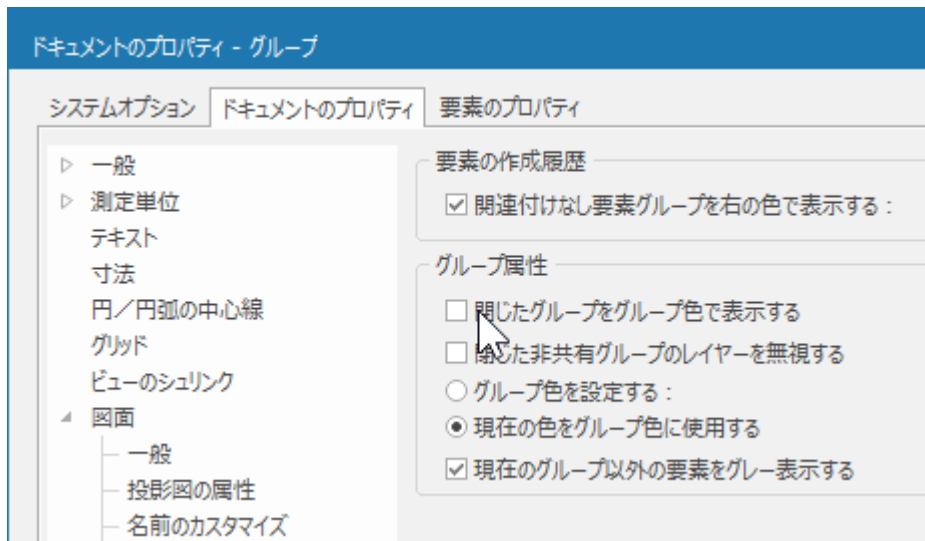 ドキュメントのプロパティ - グループ
システムオプション ドキュメントのプロパティ 要素のプロパティ
一般
測定単位
テキスト
寸法
円／円弧の中心線
グリッド
ビューのシュリンク
図面
一般
投影図の属性
名前のカスタマイズ
要素の作成履歴
関連付けなし要素グループを右の色で表示する：
グループ属性
閉じたグループをグループ色で表示する
閉じた非共有グループのレイヤーを無視する
グループ色を設定する：
現在の色をグループ色に使用する
現在のグループ以外の要素をグレー表示する